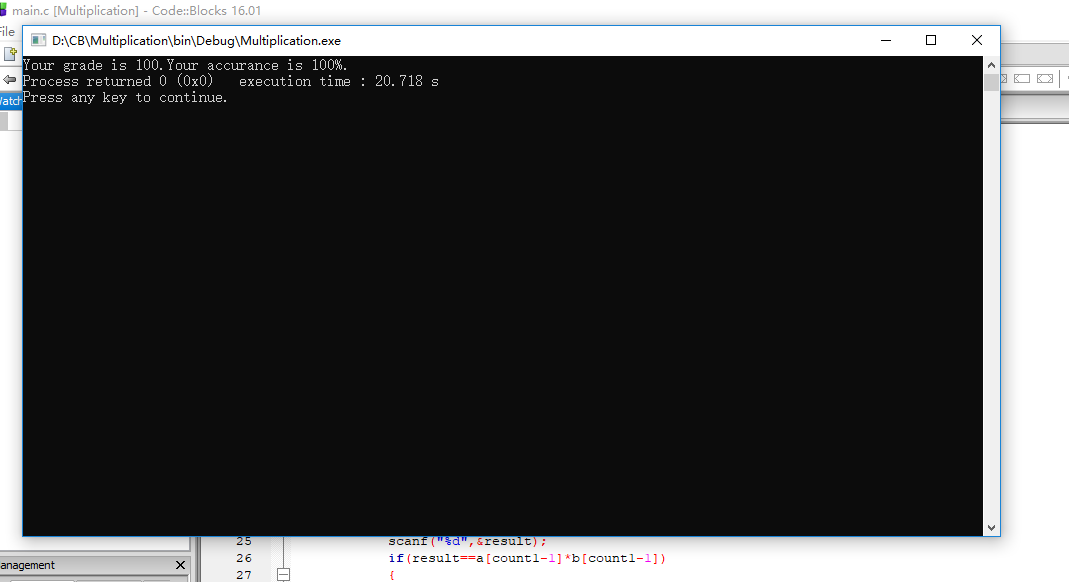 main.c [Multiplication] - Code::Blocks 16.01
File
D:\CB\Multiplication\bin\Debug\Multiplication.exe
Your grade is 100.Your accurance is 100%.
Process returned 0 (0x0)   execution time : 20.718 s
Press any key to continue.
Watch
25 scanf("%d",&result);
26 if(result==a[count1-1]*b[count1-1])
27 {
anagement